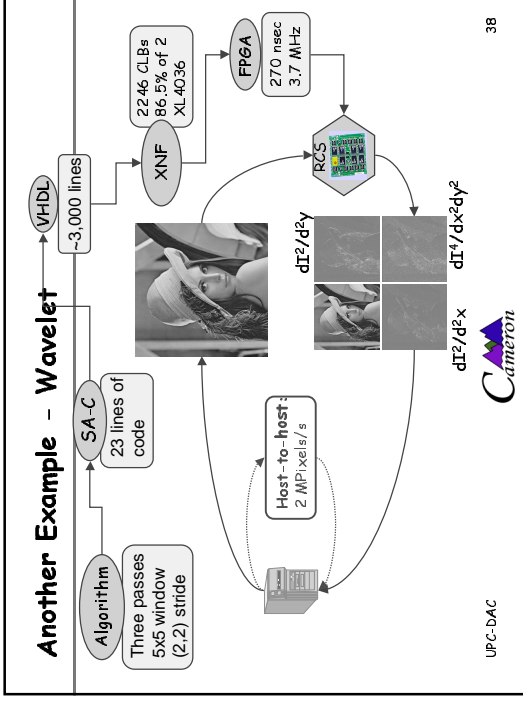 Another Example - Wavelet
Algorithm
Three passes
5x5 window
(2,2) stride
SA-C
23 lines of
code
VHDL
~3,000 lines
XNF
2246 CLBs
86.5% of 2
XL4036
FPGA
270 nsec
3.7 MHz
RCS
Host-to-host:
2 MPixels/s
dI²/d²y
dI²/d²x
dI⁴/dx²dy²
UPC-DAC
Cameron
38